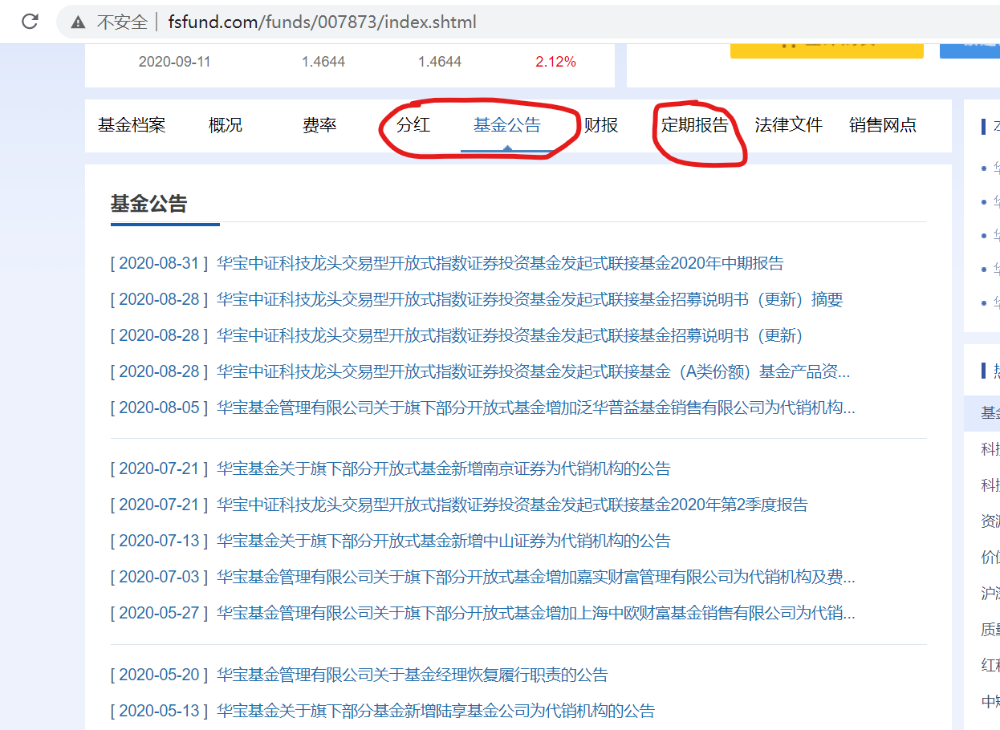 不安全 fsfund.com/funds/007873/index.shtml
2020-09-11 1.4644 1.4644 2.12%
基金档案 概况 费率 分红 基金公告 财报 定期报告 法律文件 销售网点
基金公告
[ 2020-08-31 ] 华宝中证科技龙头交易型开放式指数证券投资基金发起式联接基金2020年中期报告
[ 2020-08-28 ] 华宝中证科技龙头交易型开放式指数证券投资基金发起式联接基金招募说明书（更新）摘要
[ 2020-08-28 ] 华宝中证科技龙头交易型开放式指数证券投资基金发起式联接基金招募说明书（更新）
[ 2020-08-28 ] 华宝中证科技龙头交易型开放式指数证券投资基金发起式联接基金（A类份额）基金产品资...
[ 2020-08-05 ] 华宝基金管理有限公司关于旗下部分开放式基金增加泛华普益基金销售有限公司为代销机构...
[ 2020-07-21 ] 华宝基金关于旗下部分开放式基金新增南京证券为代销机构的公告
[ 2020-07-21 ] 华宝中证科技龙头交易型开放式指数证券投资基金发起式联接基金2020年第2季度报告
[ 2020-07-13 ] 华宝基金关于旗下部分开放式基金新增中山证券为代销机构的公告
[ 2020-07-03 ] 华宝基金管理有限公司关于旗下部分开放式基金增加嘉实财富管理有限公司为代销机构及费...
[ 2020-05-27 ] 华宝基金管理有限公司关于旗下部分开放式基金增加上海中欧财富基金销售有限公司为代销...
[ 2020-05-20 ] 华宝基金管理有限公司关于基金经理恢复履行职责的公告
[ 2020-05-13 ] 华宝基金关于旗下部分基金新增陆享基金公司为代销机构的公告
基
科
科
资
价
沪
质
红
中